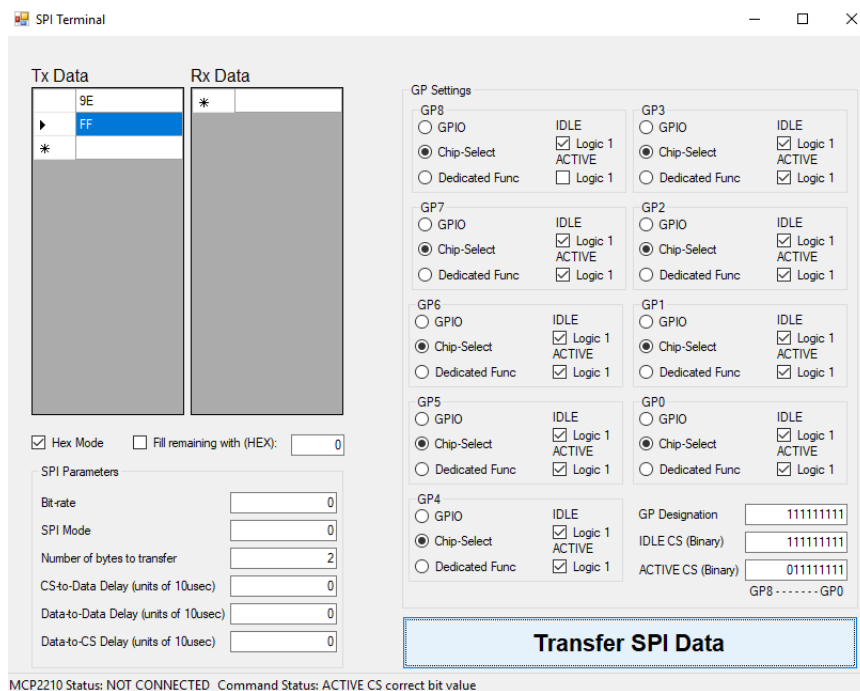 SPI Terminal
Tx Data
Rx Data
9E
FF
Hex Mode
Fill remaining with (HEX):
0
SPI Parameters
Bit-rate
0
SPI Mode
0
Number of bytes to transfer
2
CS-to-Data Delay (units of 10usec)
0
Data-to-Data Delay (units of 10usec)
0
Data-to-CS Delay (units of 10usec)
0
GP Settings
GP8
GPIO
Chip-Select
Dedicated Func
IDLE
Logic 1
ACTIVE
Logic 1
GP3
GPIO
Chip-Select
Dedicated Func
IDLE
Logic 1
ACTIVE
Logic 1
GP7
GPIO
Chip-Select
Dedicated Func
IDLE
Logic 1
ACTIVE
Logic 1
GP2
GPIO
Chip-Select
Dedicated Func
IDLE
Logic 1
ACTIVE
Logic 1
GP6
GPIO
Chip-Select
Dedicated Func
IDLE
Logic 1
ACTIVE
Logic 1
GP1
GPIO
Chip-Select
Dedicated Func
IDLE
Logic 1
ACTIVE
Logic 1
GP5
GPIO
Chip-Select
Dedicated Func
IDLE
Logic 1
ACTIVE
Logic 1
GP0
GPIO
Chip-Select
Dedicated Func
IDLE
Logic 1
ACTIVE
Logic 1
GP4
GPIO
Chip-Select
Dedicated Func
IDLE
Logic 1
ACTIVE
Logic 1
GP Designation
111111111
IDLE CS (Binary)
111111111
ACTIVE CS (Binary)
011111111
GP8 - - - - - - - GP0
Transfer SPI Data
MCP2210 Status: NOT CONNECTED Command Status: ACTIVE CS correct bit value